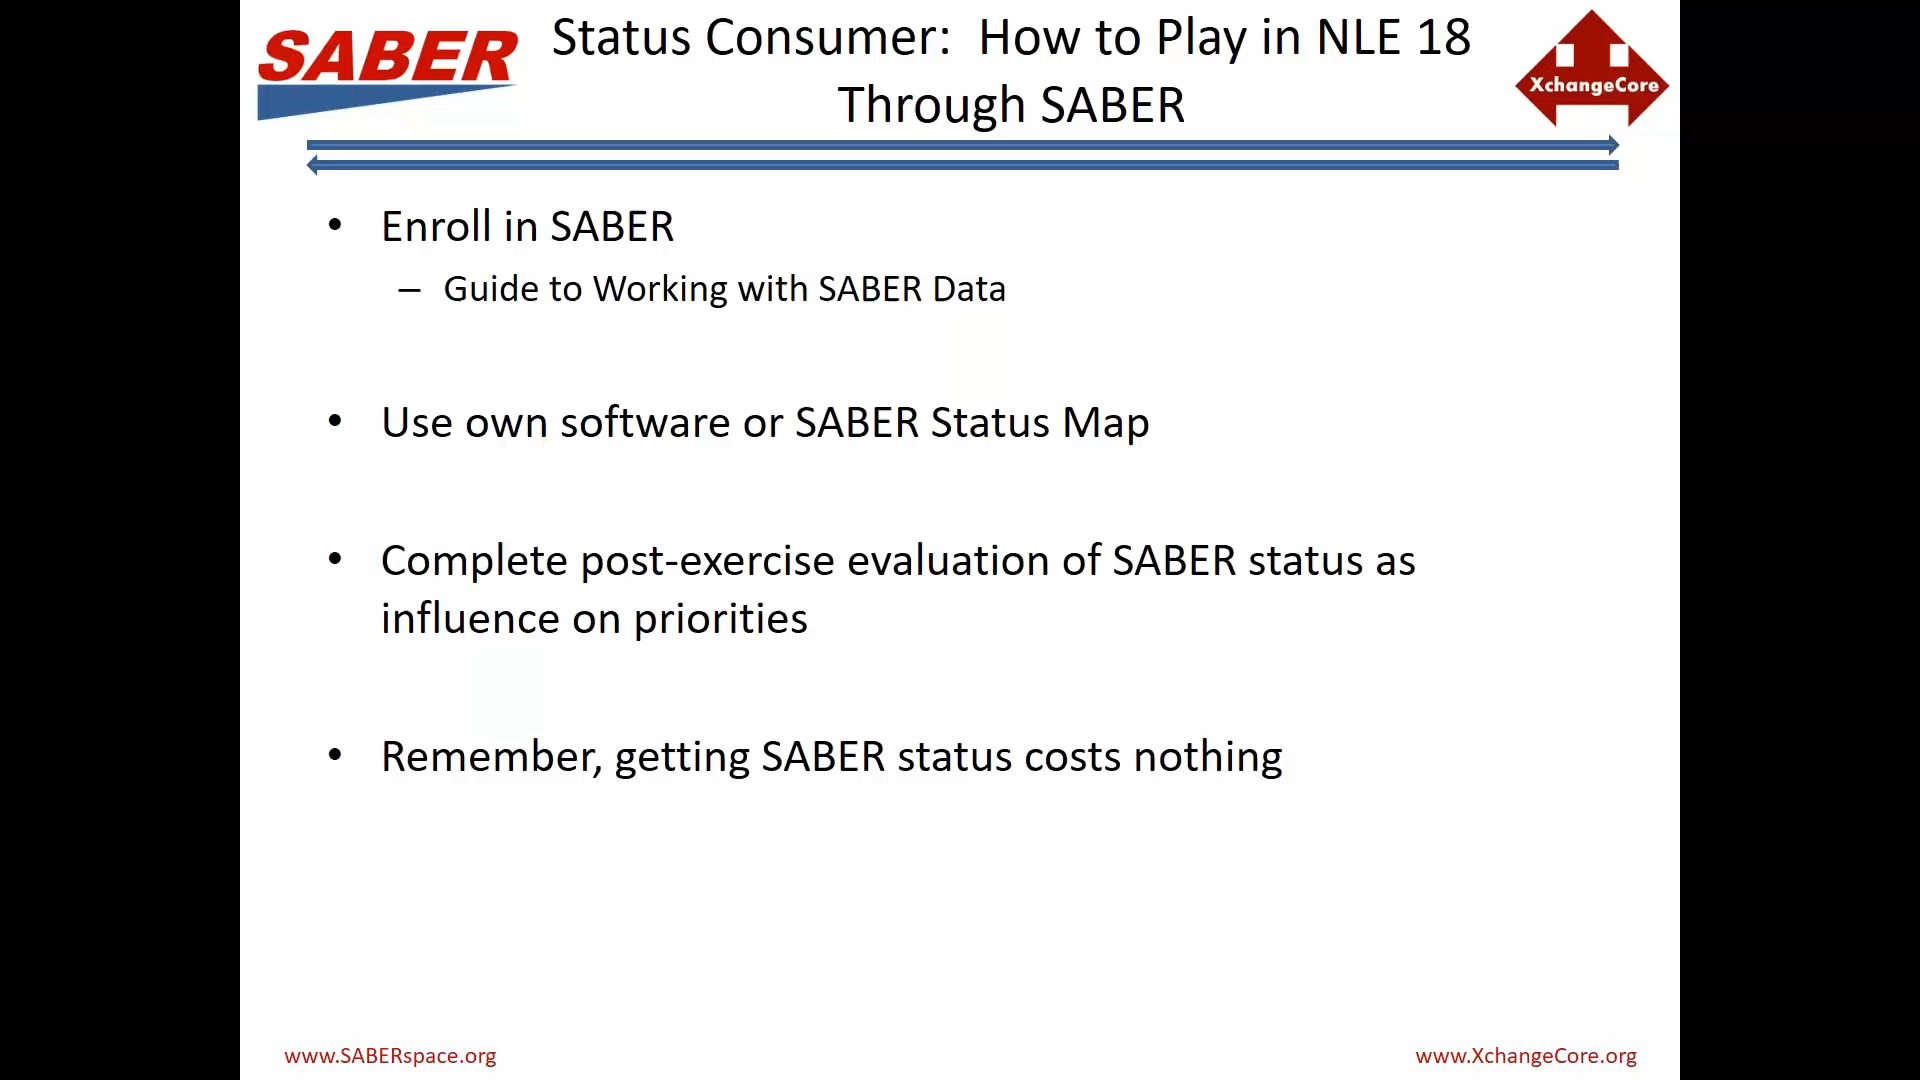 SABER
Status Consumer:  How to Play in NLE 18
Through SABER
XchangeCore
• Enroll in SABER
– Guide to Working with SABER Data
• Use own software or SABER Status Map
• Complete post-exercise evaluation of SABER status as
influence on priorities
• Remember, getting SABER status costs nothing
www.SABERspace.org
www.XchangeCore.org